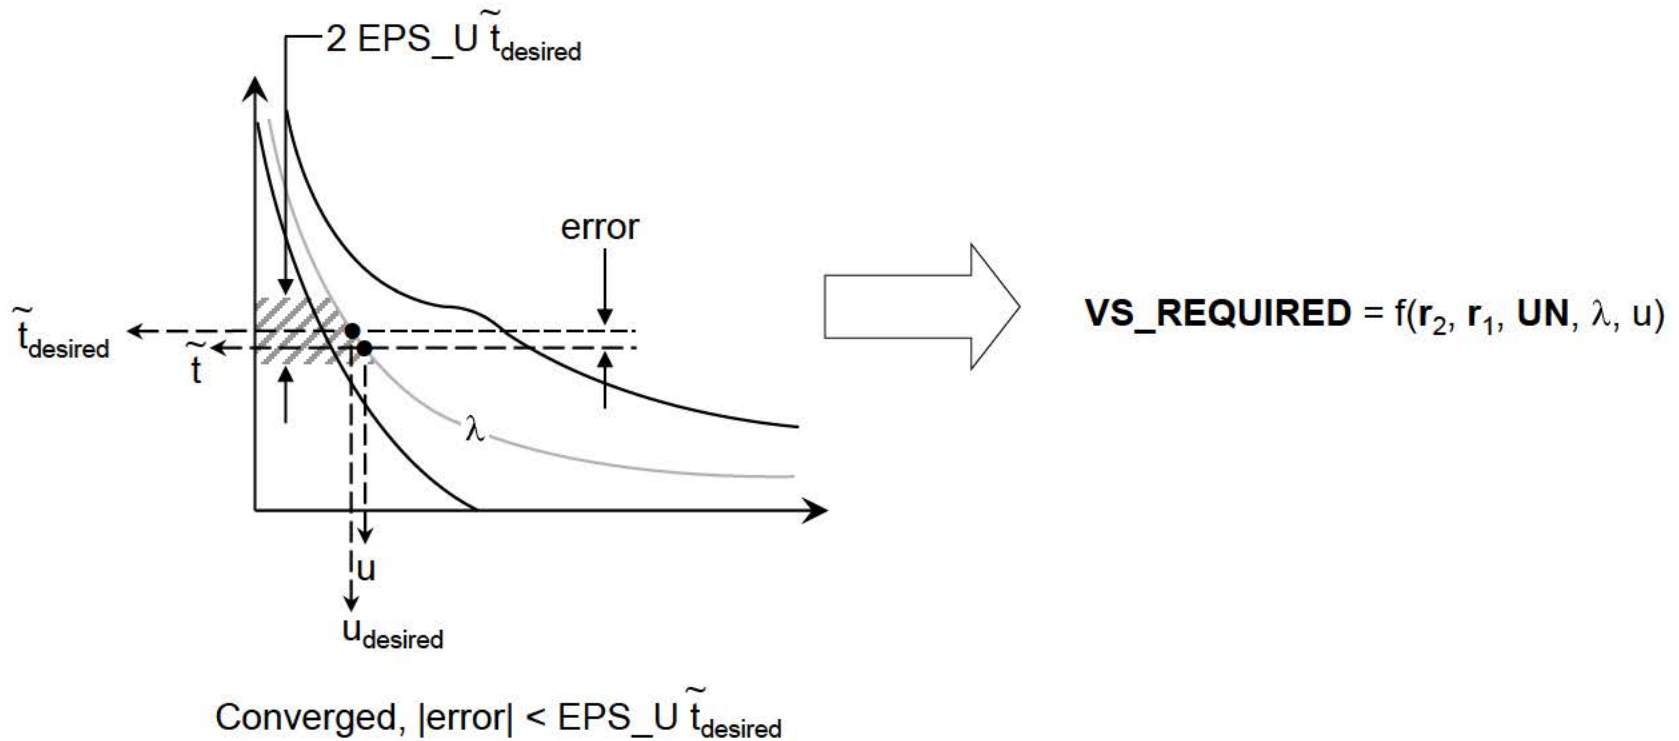 2 EPS_U t̃desired
error
t̃desired
t̃
λ
u
udesired
VS_REQUIRED = f(r2, r1, UN, λ, u)
Converged, |error| < EPS_U t̃desired